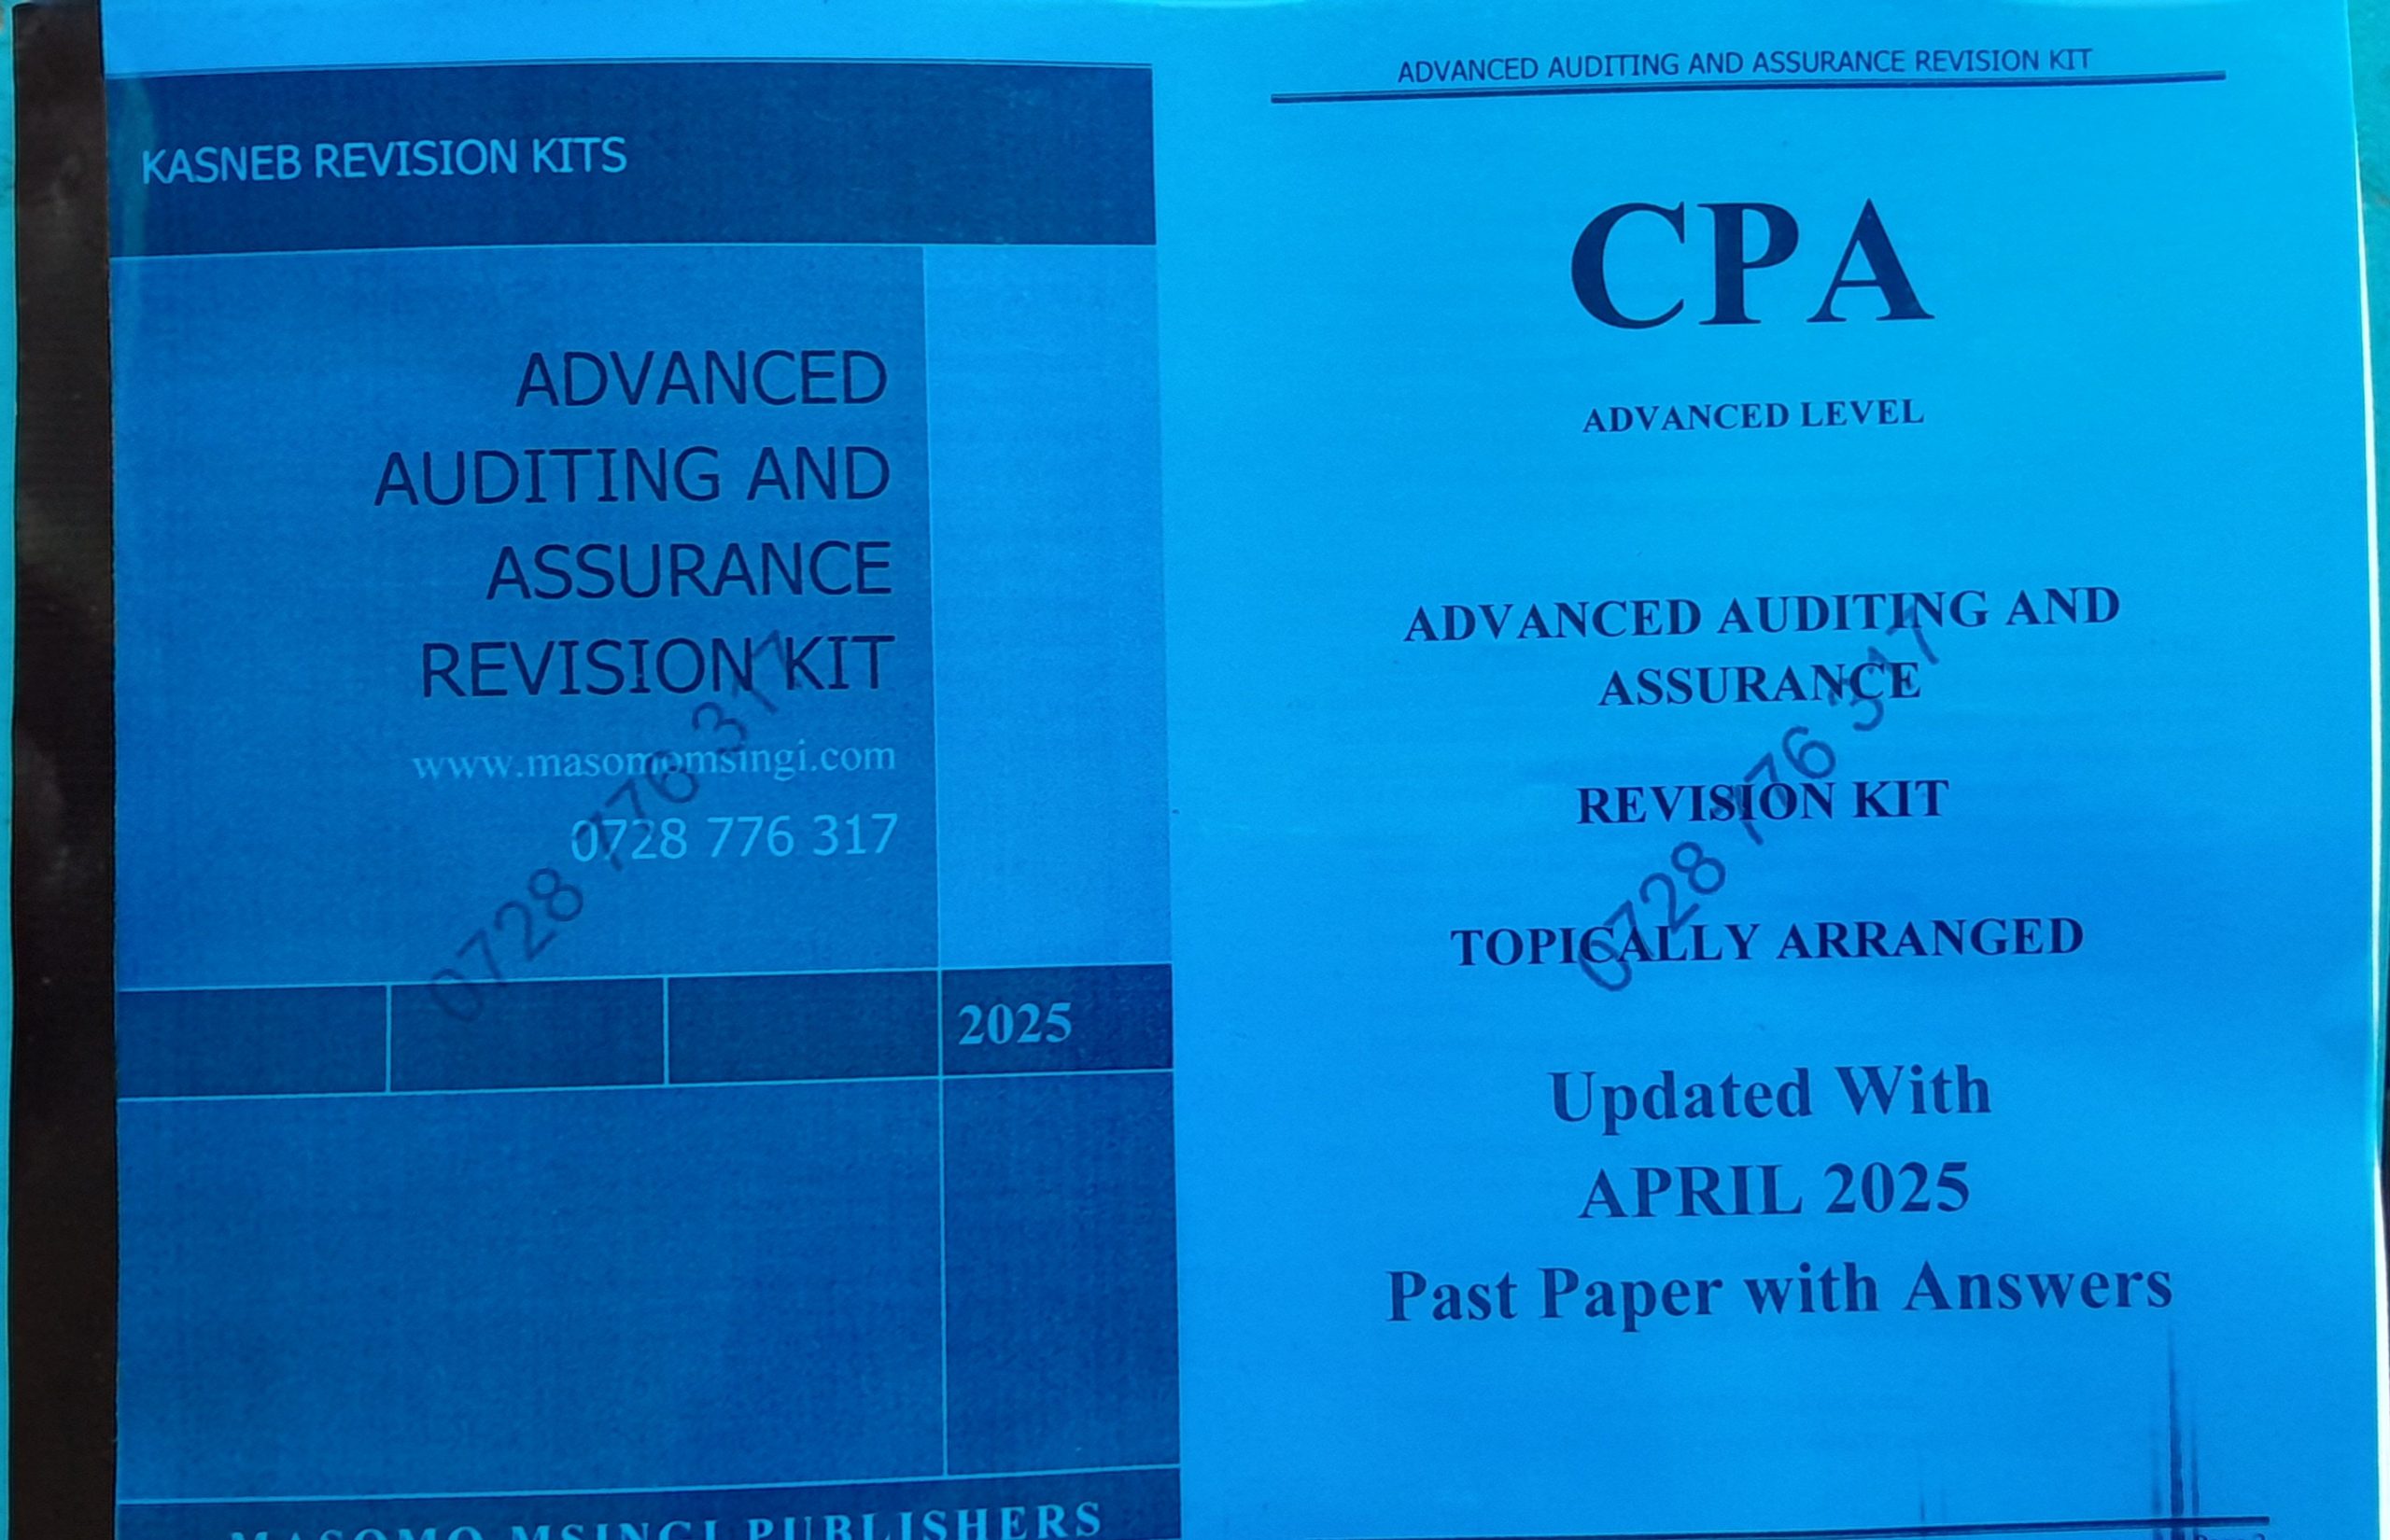 KASNEB REVISION KITS
ADVANCED
AUDITING AND
ASSURANCE
REVISION KIT
www.masomomsingi.com
0728 776 317
0728 776 317
2025
MASOMO MSINGI PUBLISHERS
ADVANCED AUDITING AND ASSURANCE REVISION KIT
CPA
ADVANCED LEVEL
ADVANCED AUDITING AND
ASSURANCE
REVISION KIT
0728 776 317
TOPICALLY ARRANGED
Updated With
APRIL 2025
Past Paper with Answers